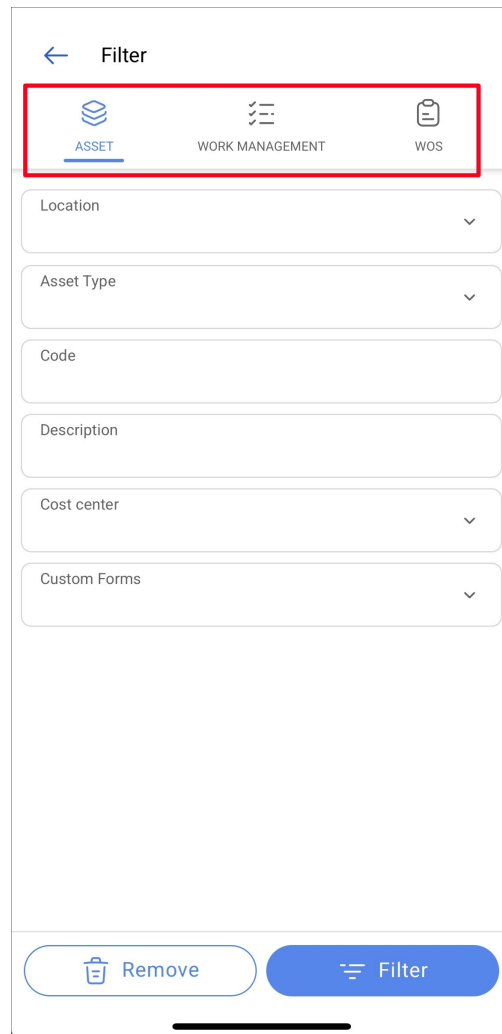 Filter
ASSET
WORK MANAGEMENT
WOS
Location
Asset Type
Code
Description
Cost center
Custom Forms
Remove
Filter